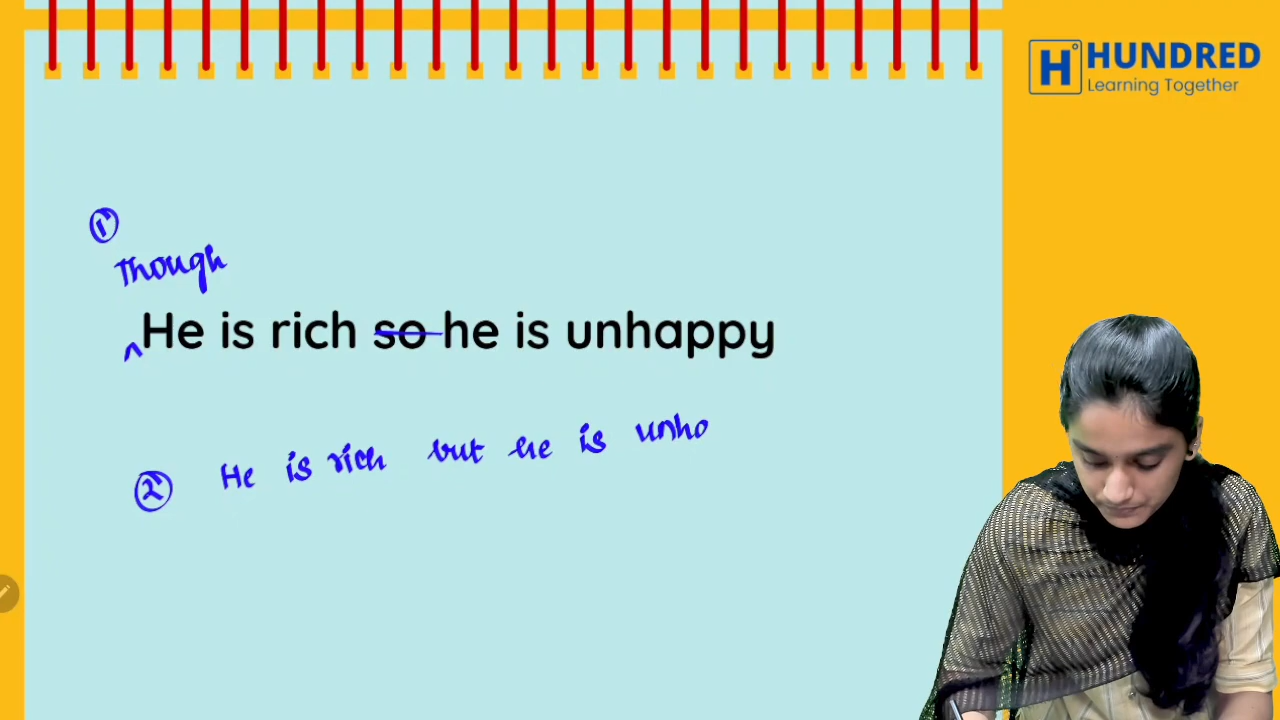 HUNDRED
Learning Together
1
Though
^He is rich so he is unhappy
2 He is rich but he is unha